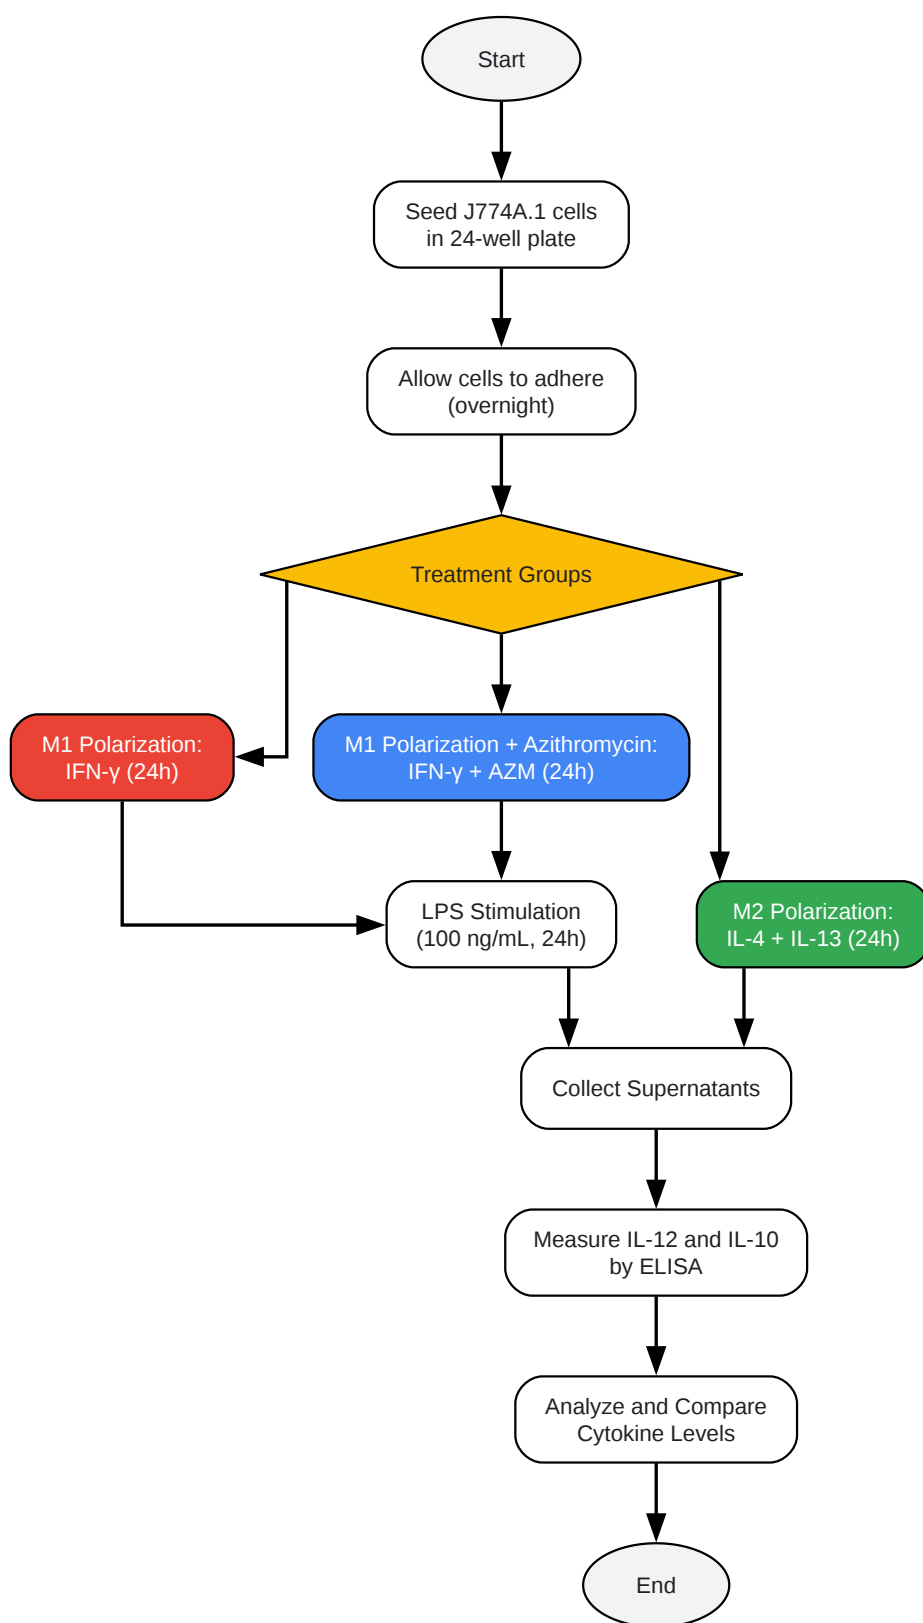 Start
Seed J774A.1 cells
in 24-well plate
Allow cells to adhere
(overnight)
Treatment Groups
M1 Polarization:
IFN-γ (24h)
M1 Polarization + Azithromycin:
IFN-γ + AZM (24h)
LPS Stimulation
(100 ng/mL, 24h)
M2 Polarization:
IL-4 + IL-13 (24h)
Collect Supernatants
Measure IL-12 and IL-10
by ELISA
Analyze and Compare
Cytokine Levels
End